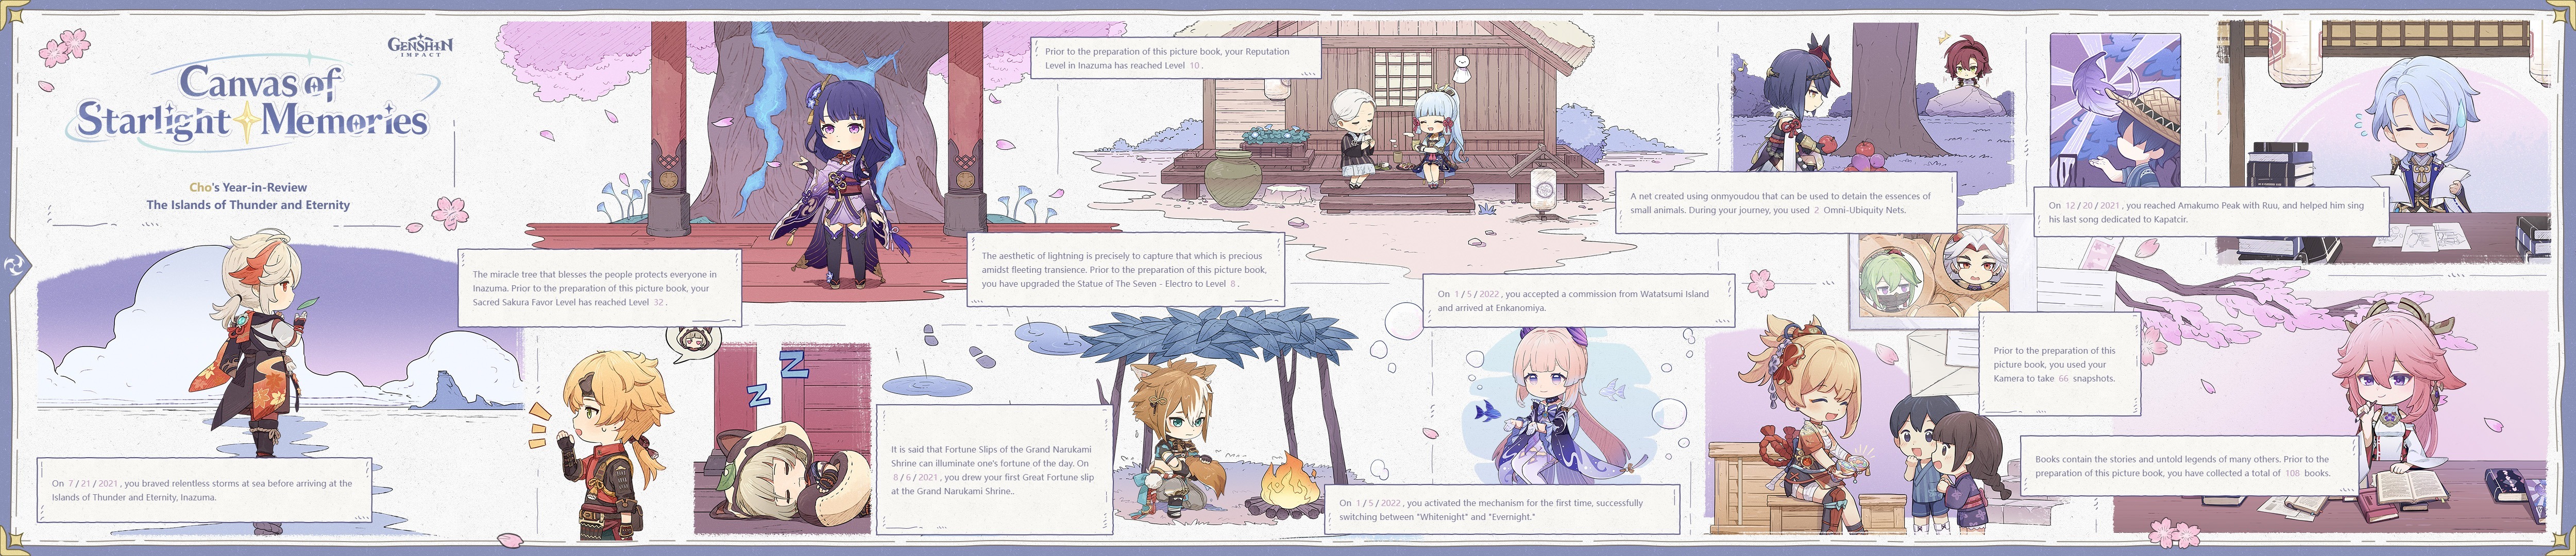 GENSHIN
IMPACT
Canvas of
Starlight Memories
Cho's Year-in-Review
The Islands of Thunder and Eternity
On 7/21/2021, you braved relentless storms at sea before arriving at the
Islands of Thunder and Eternity, Inazuma.
The miracle tree that blesses the people protects everyone in
Inazuma. Prior to the preparation of this picture book, your
Sacred Sakura Favor Level has reached Level 32.
The aesthetic of lightning is precisely to capture that which is precious
amidst fleeting transience. Prior to the preparation of this picture book,
you have upgraded the Statue of The Seven - Electro to Level 8.
Z
Z
It is said that Fortune Slips of the Grand Narukami
Shrine can illuminate one's fortune of the day. On
8/6/2021, you drew your first Great Fortune slip
at the Grand Narukami Shrine..
Prior to the preparation of this picture book, your Reputation
Level in Inazuma has reached Level 10.
On 1/5/2022, you accepted a commission from Watatsumi Island
and arrived at Enkanomiya.
On 1/5/2022, you activated the mechanism for the first time, successfully
switching between "Whitenight" and "Evernight."
A net created using onmyoudou that can be used to detain the essences of
small animals. During your journey, you used 2 Omni-Ubiquity Nets.
On 12/20/2021, you reached Amakumo Peak with Ruu, and helped him sing
his last song dedicated to Kapatcir.
Prior to the preparation of this
picture book, you used your
Kamera to take 66 snapshots.
Books contain the stories and untold legends of many others. Prior to the
preparation of this picture book, you have collected a total of 108 books.